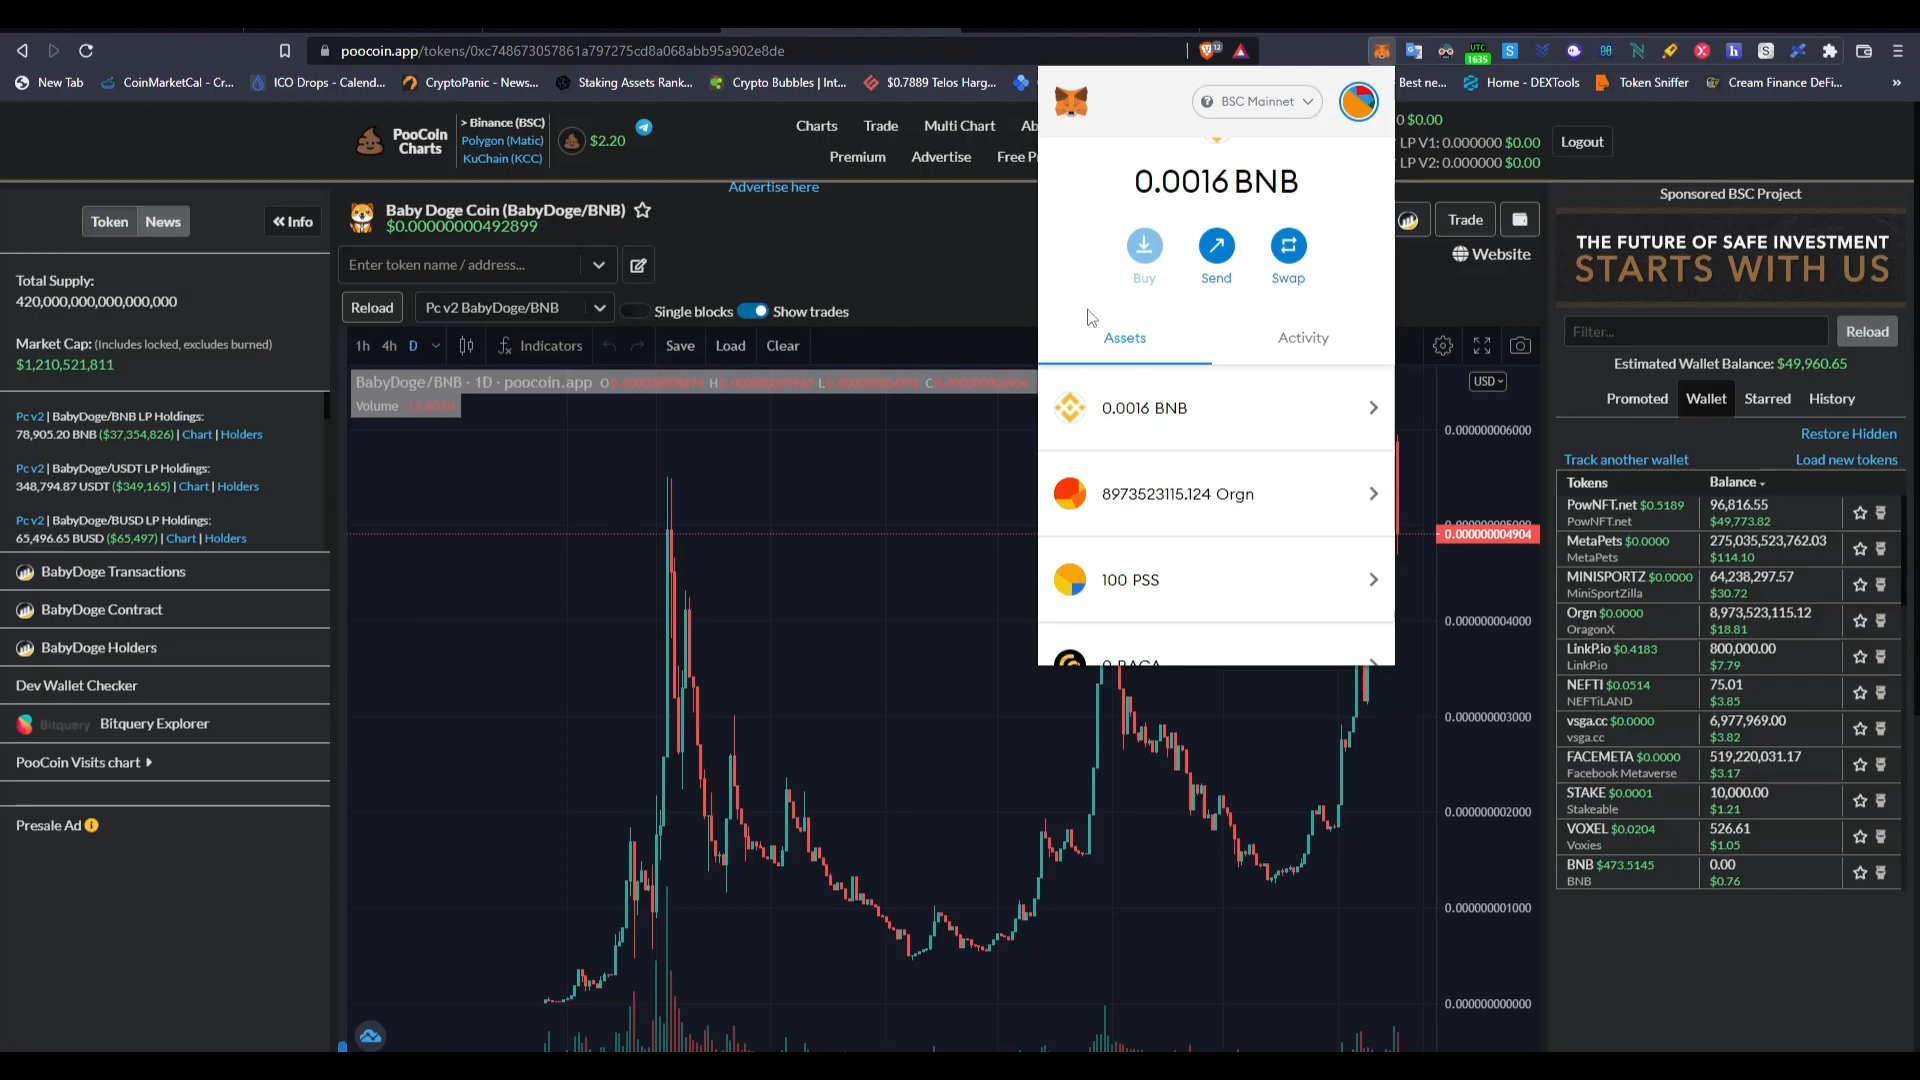 poocoin.app/tokens/0xc748673057861a797275cd8a068abb95a902e8de
12
UTC
1635
New Tab
CoinMarketCal - Cr...
ICO Drops - Calend...
CryptoPanic - News...
Staking Assets Rank...
Crypto Bubbles | Int...
$0.7889 Telos Harg...
Best ne...
Home - DEXTools
Token Sniffer
Cream Finance DeFi...
»
PooCoin
Charts
> Binance (BSC)
Polygon (Matic)
KuChain (KCC)
$2.20
Charts
Trade
Multi Chart
Ab
Premium
Advertise
Free P
0 $0.00
LP V1: 0.000000 $0.00
LP V2: 0.000000 $0.00
Logout
Advertise here
Token
News
« Info
Total Supply:
420,000,000,000,000,000
Market Cap: (Includes locked, excludes burned)
$1,210,521,811
Pc v2 | BabyDoge/BNB LP Holdings:
78,905.20 BNB ($37,354,826) | Chart | Holders
Pc v2 | BabyDoge/USDT LP Holdings:
348,794.87 USDT ($349,165) | Chart | Holders
Pc v2 | BabyDoge/BUSD LP Holdings:
65,496.65 BUSD ($65,497) | Chart | Holders
BabyDoge Transactions
BabyDoge Contract
BabyDoge Holders
Dev Wallet Checker
Bitquery
Bitquery Explorer
PooCoin Visits chart
Presale Ad
Baby Doge Coin (BabyDoge/BNB)
$0.00000000492899
Enter token name / address...
Reload
Pc v2 BabyDoge/BNB
Single blocks
Show trades
1h
4h
D
Indicators
Save
Load
Clear
BabyDoge/BNB · 1D · poocoin.app
O
H
L
C
Volume
BSC Mainnet
0.0016 BNB
Buy
Send
Swap
Assets
Activity
0.0016 BNB
8973523115.124 Orgn
100 PSS
0 RACA
Trade
Website
USD
0.000000006000
0.000000005000
0.000000004904
0.000000004000
0.000000003000
0.000000002000
0.000000001000
0.000000000000
Sponsored BSC Project
THE FUTURE OF SAFE INVESTMENT
STARTS WITH US
Filter...
Reload
Estimated Wallet Balance: $49,960.65
Promoted
Wallet
Starred
History
Restore Hidden
Track another wallet
Load new tokens
Tokens
Balance
PowNFT.net $0.5189
96,816.55
PowNFT.net
$49,773.82
MetaPets $0.0000
275,035,523,762.03
MetaPets
$114.10
MINISPORTZ $0.0000
64,238,297.57
MiniSportZilla
$30.72
Orgn $0.0000
8,973,523,115.12
OragonX
$18.81
LinkP.io $0.4183
800,000.00
LinkP.io
$7.79
NEFTI $0.0514
75.01
NEFTiLAND
$3.85
vsga.cc $0.0000
6,977,969.00
vsga.cc
$3.82
FACEMETA $0.0000
519,220,031.17
Facebook Metaverse
$3.17
STAKE $0.0001
10,000.00
Stakeable
$1.21
VOXEL $0.0204
526.61
Voxies
$1.05
BNB $473.5145
0.00
BNB
$0.76